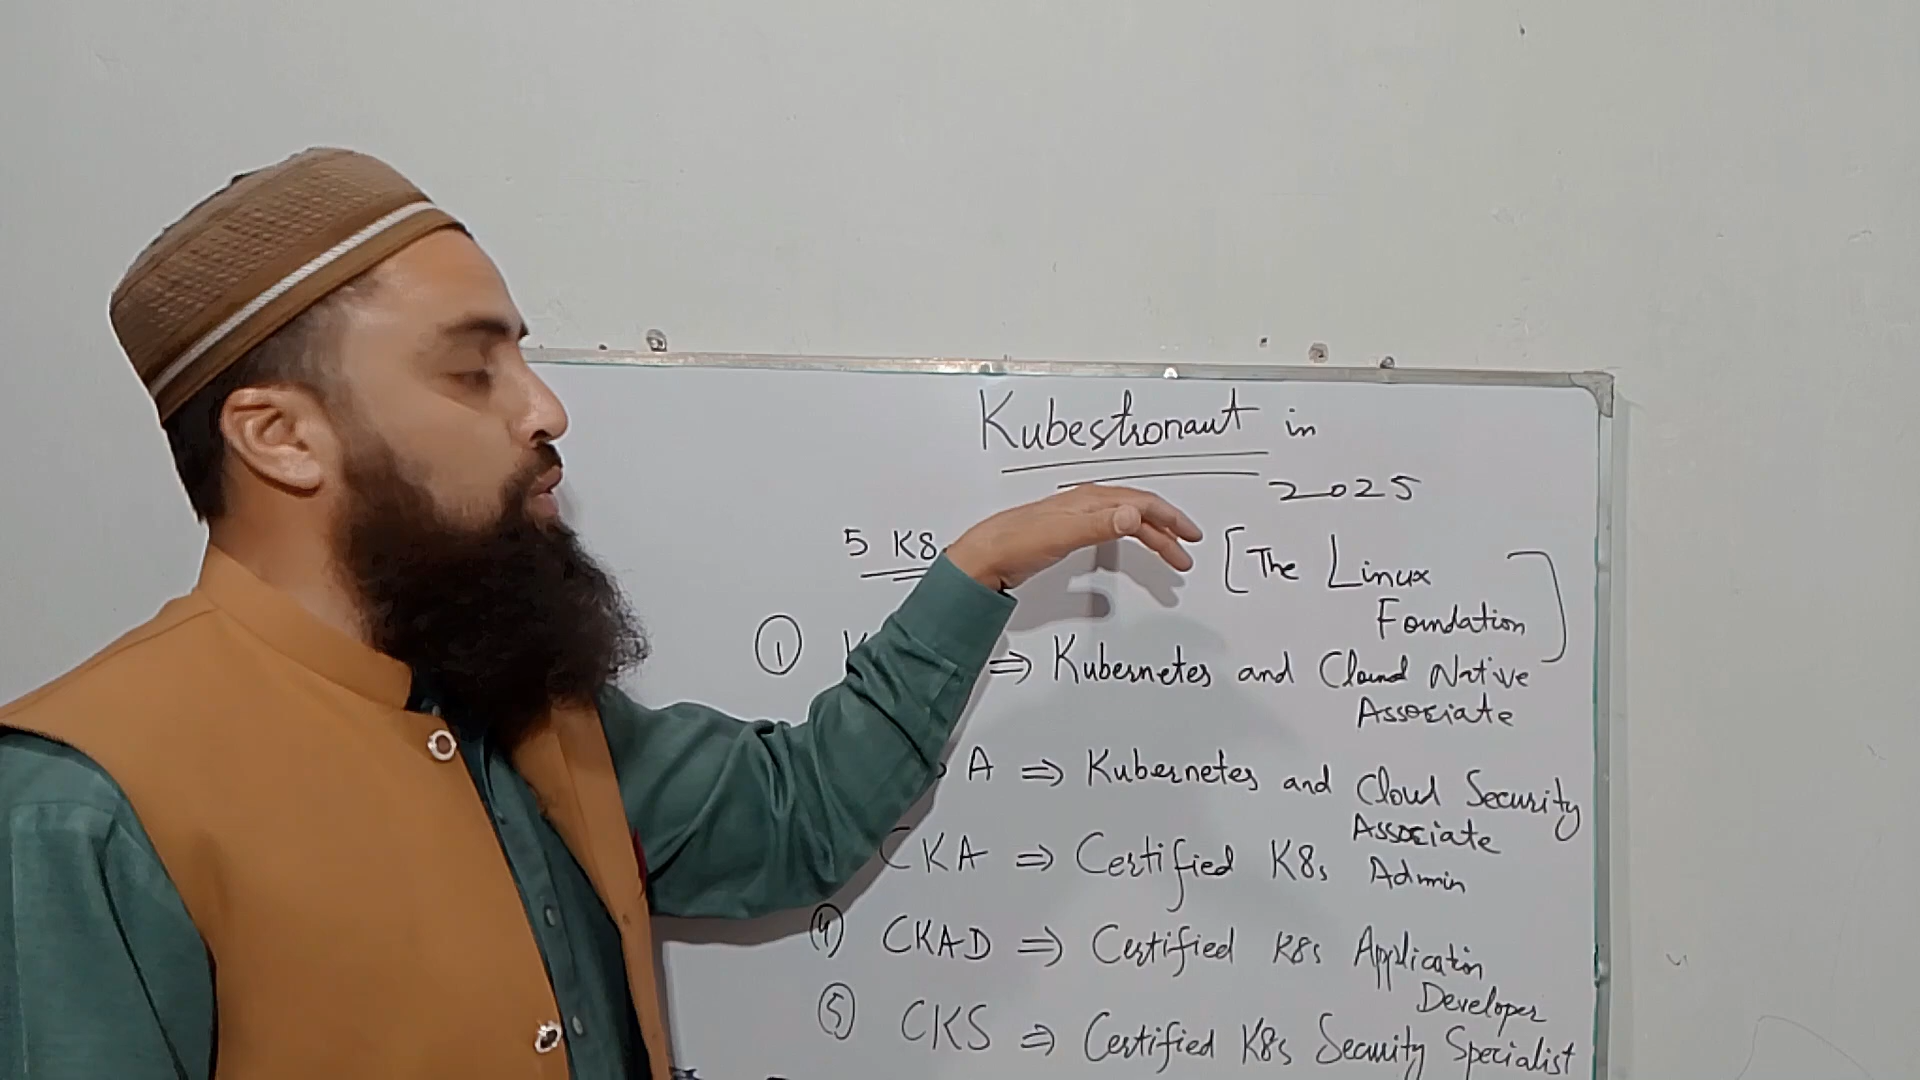 Kubestronaut in
2025
5 K8
[The Linux
Foundation]
① K ⇒ Kubernetes and Cloud Native
Associate
A ⇒ Kubernetes and Cloud Security
Associate
CKA ⇒ Certified K8s Admin
④ CKAD ⇒ Certified K8s Application
Developer
⑤ CKS ⇒ Certified K8s Security Specialist